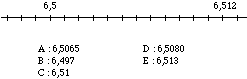 6,5 6,512
A : 6,5065 D : 6,5080
B : 6,497 E : 6,513
C : 6,51